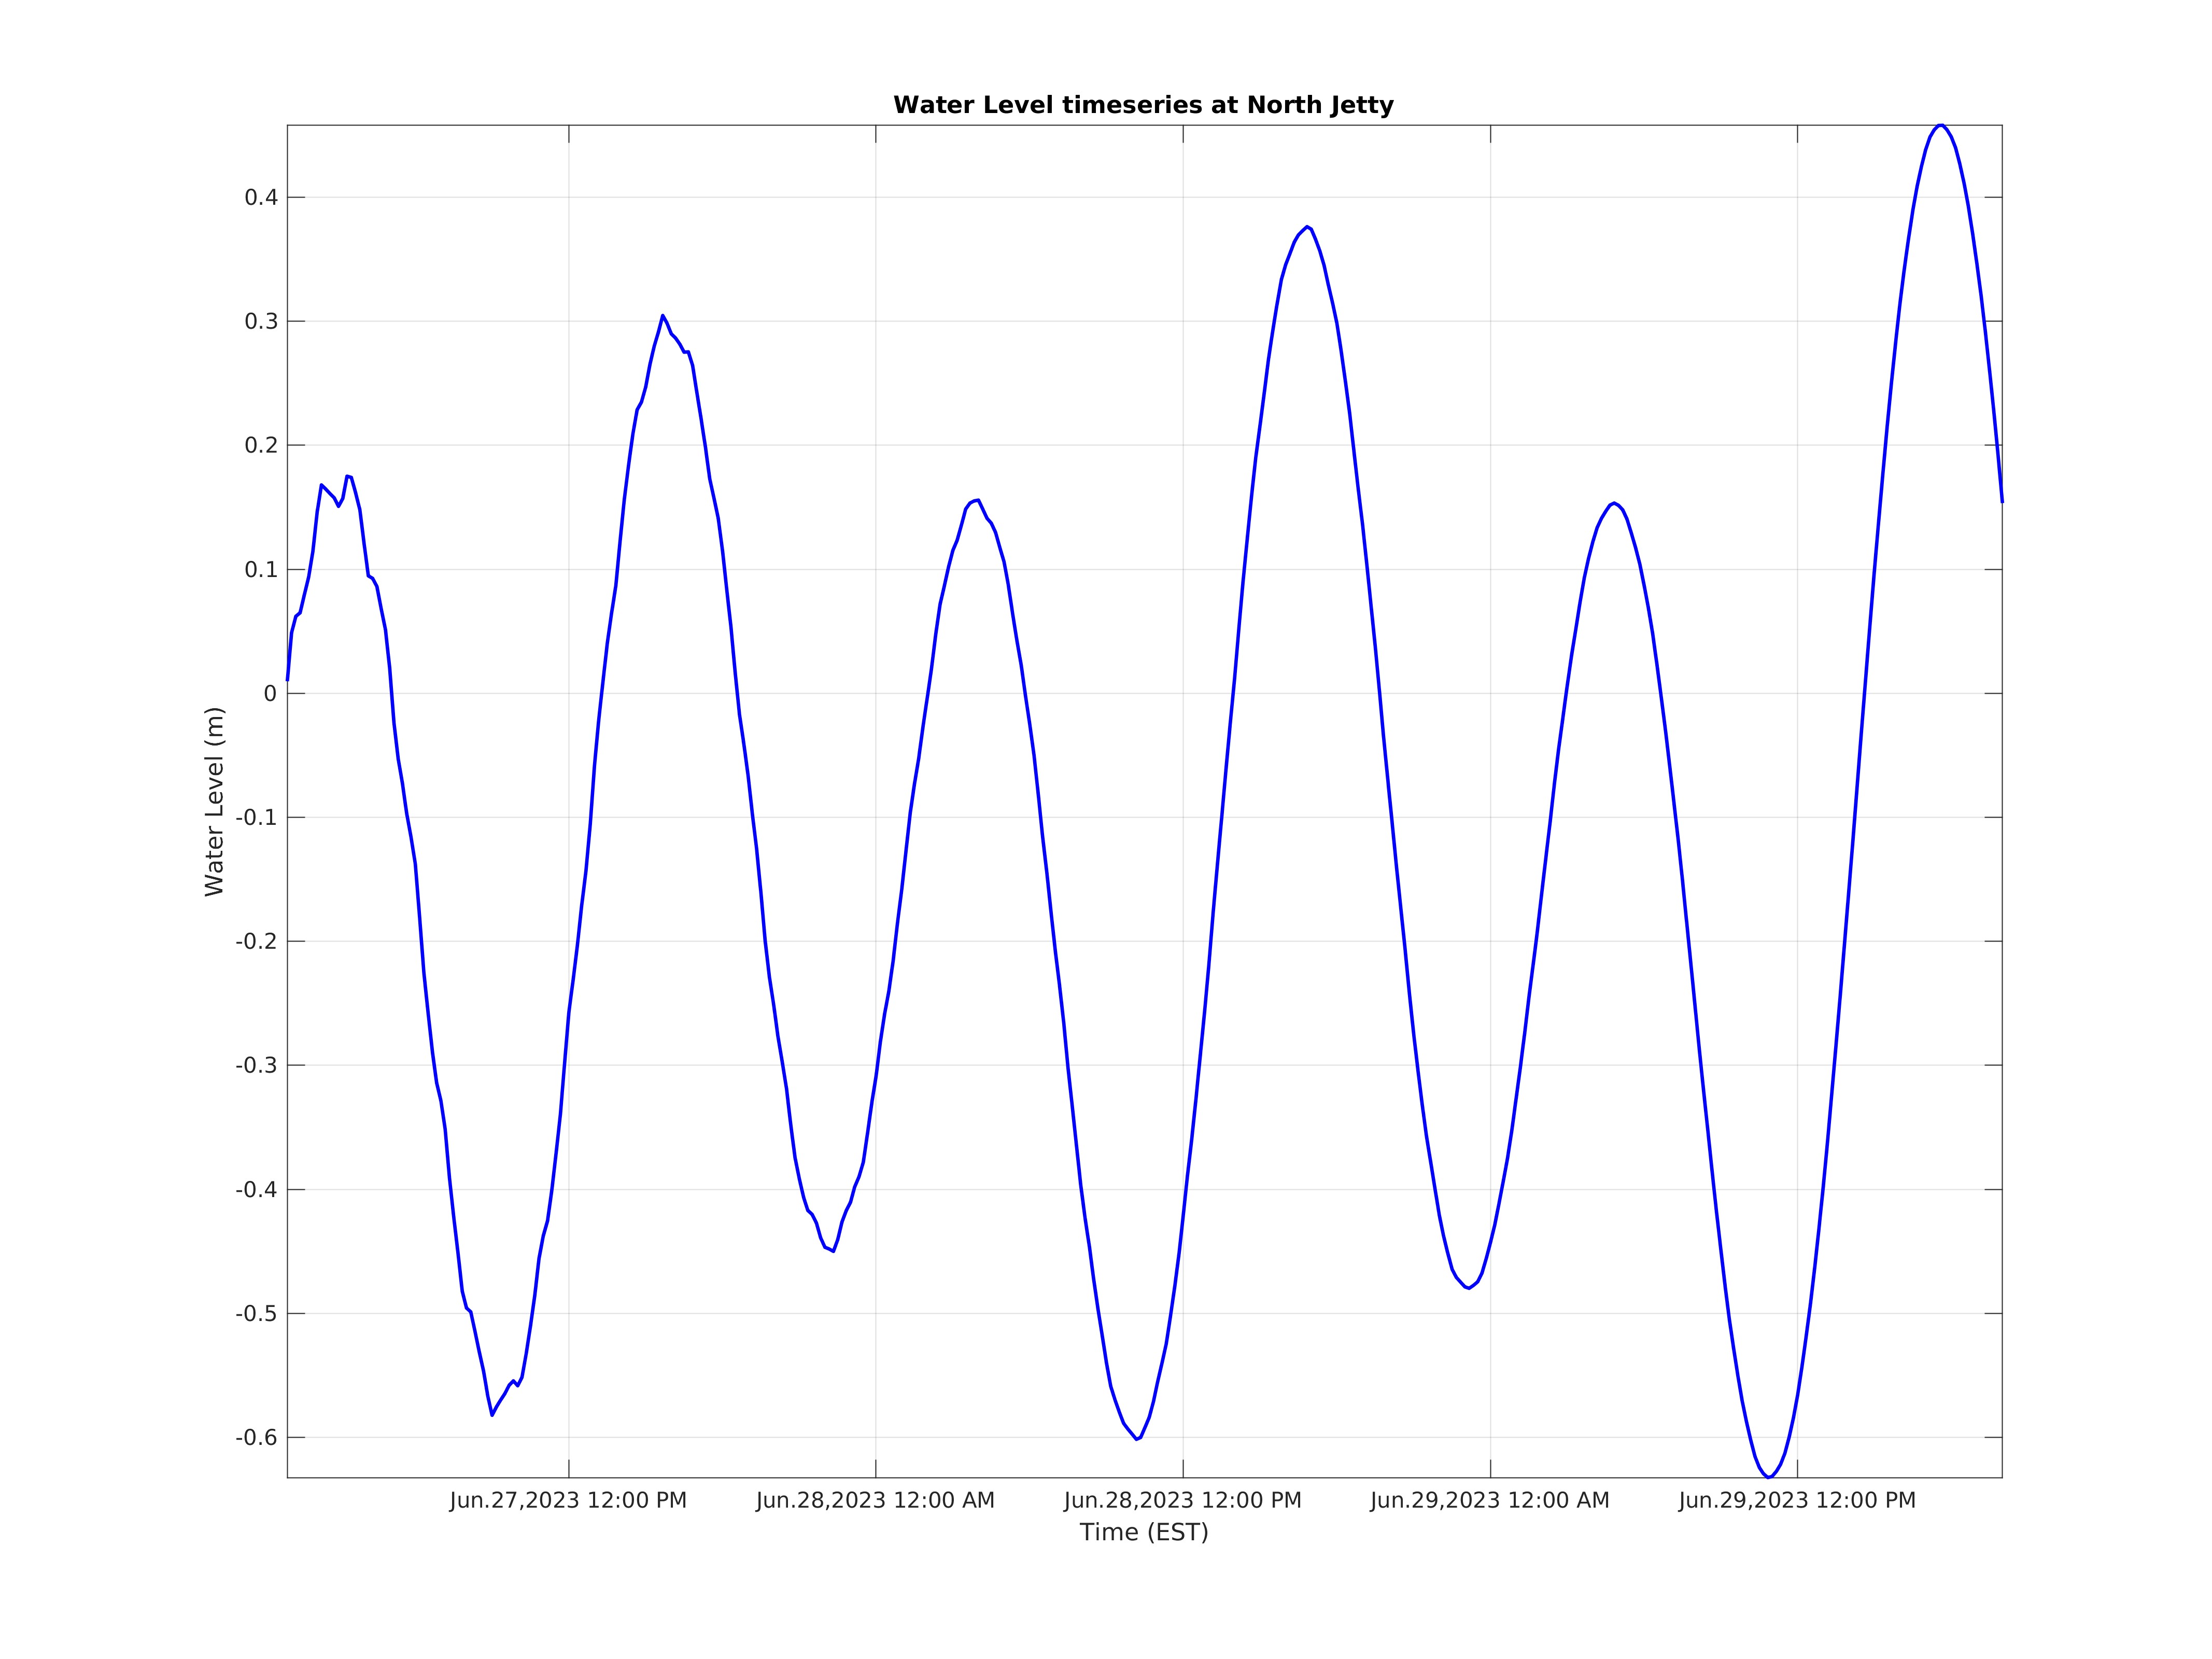 Water Level timeseries at North Jetty
0.4
0.3
0.2
0.1
0
-0.1
-0.2
-0.3
-0.4
-0.5
-0.6
Water Level (m)
Jun.27,2023 12:00 PM
Jun.28,2023 12:00 AM
Jun.28,2023 12:00 PM
Jun.29,2023 12:00 AM
Jun.29,2023 12:00 PM
Time (EST)